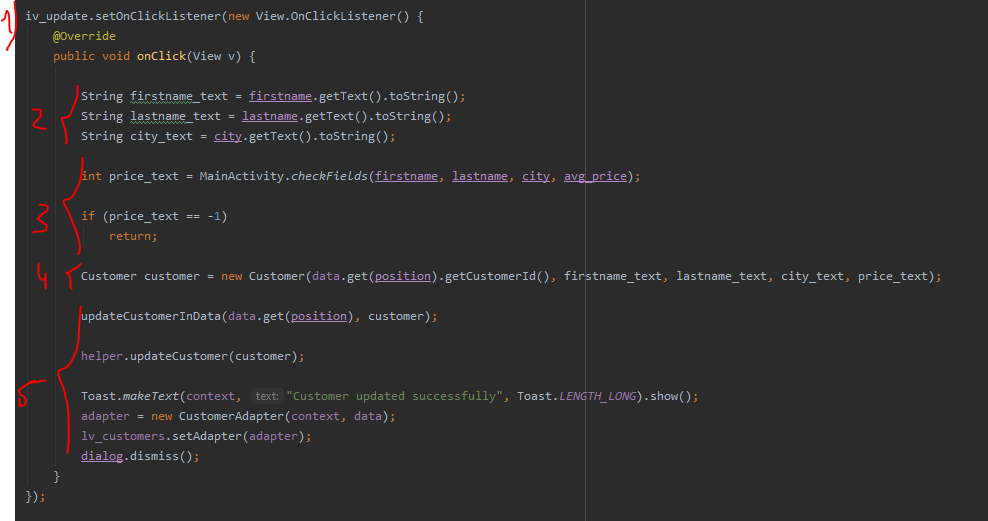 1)
iv_update.setOnClickListener(new View.OnClickListener() {
@Override
public void onClick(View v) {
2
String firstname_text = firstname.getText().toString();
String lastname_text = lastname.getText().toString();
String city_text = city.getText().toString();
3
int price_text = MainActivity.checkFields(firstname, lastname, city, avg_price);
if (price_text == -1)
return;
4
Customer customer = new Customer(data.get(position).getCustomerId(), firstname_text, lastname_text, city_text, price_text);
5
updateCustomerInData(data.get(position), customer);
helper.updateCustomer(customer);
Toast.makeText(context, text: "Customer updated successfully", Toast.LENGTH_LONG).show();
adapter = new CustomerAdapter(context, data);
lv_customers.setAdapter(adapter);
dialog.dismiss();
}
});